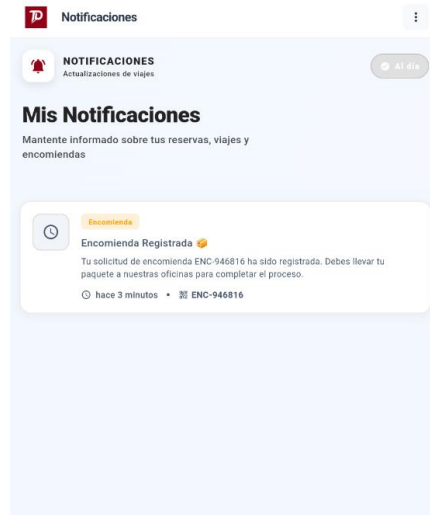 Notificaciones
NOTIFICACIONES
Actualizaciones de viajes
Al día
Mis Notificaciones
Mantente informado sobre tus reservas, viajes y
encomiendas
Encomienda
Encomienda Registrada
Tu solicitud de encomienda ENC-946816 ha sido registrada. Debes llevar tu
paquete a nuestras oficinas para completar el proceso.
hace 3 minutos • ENC-946816